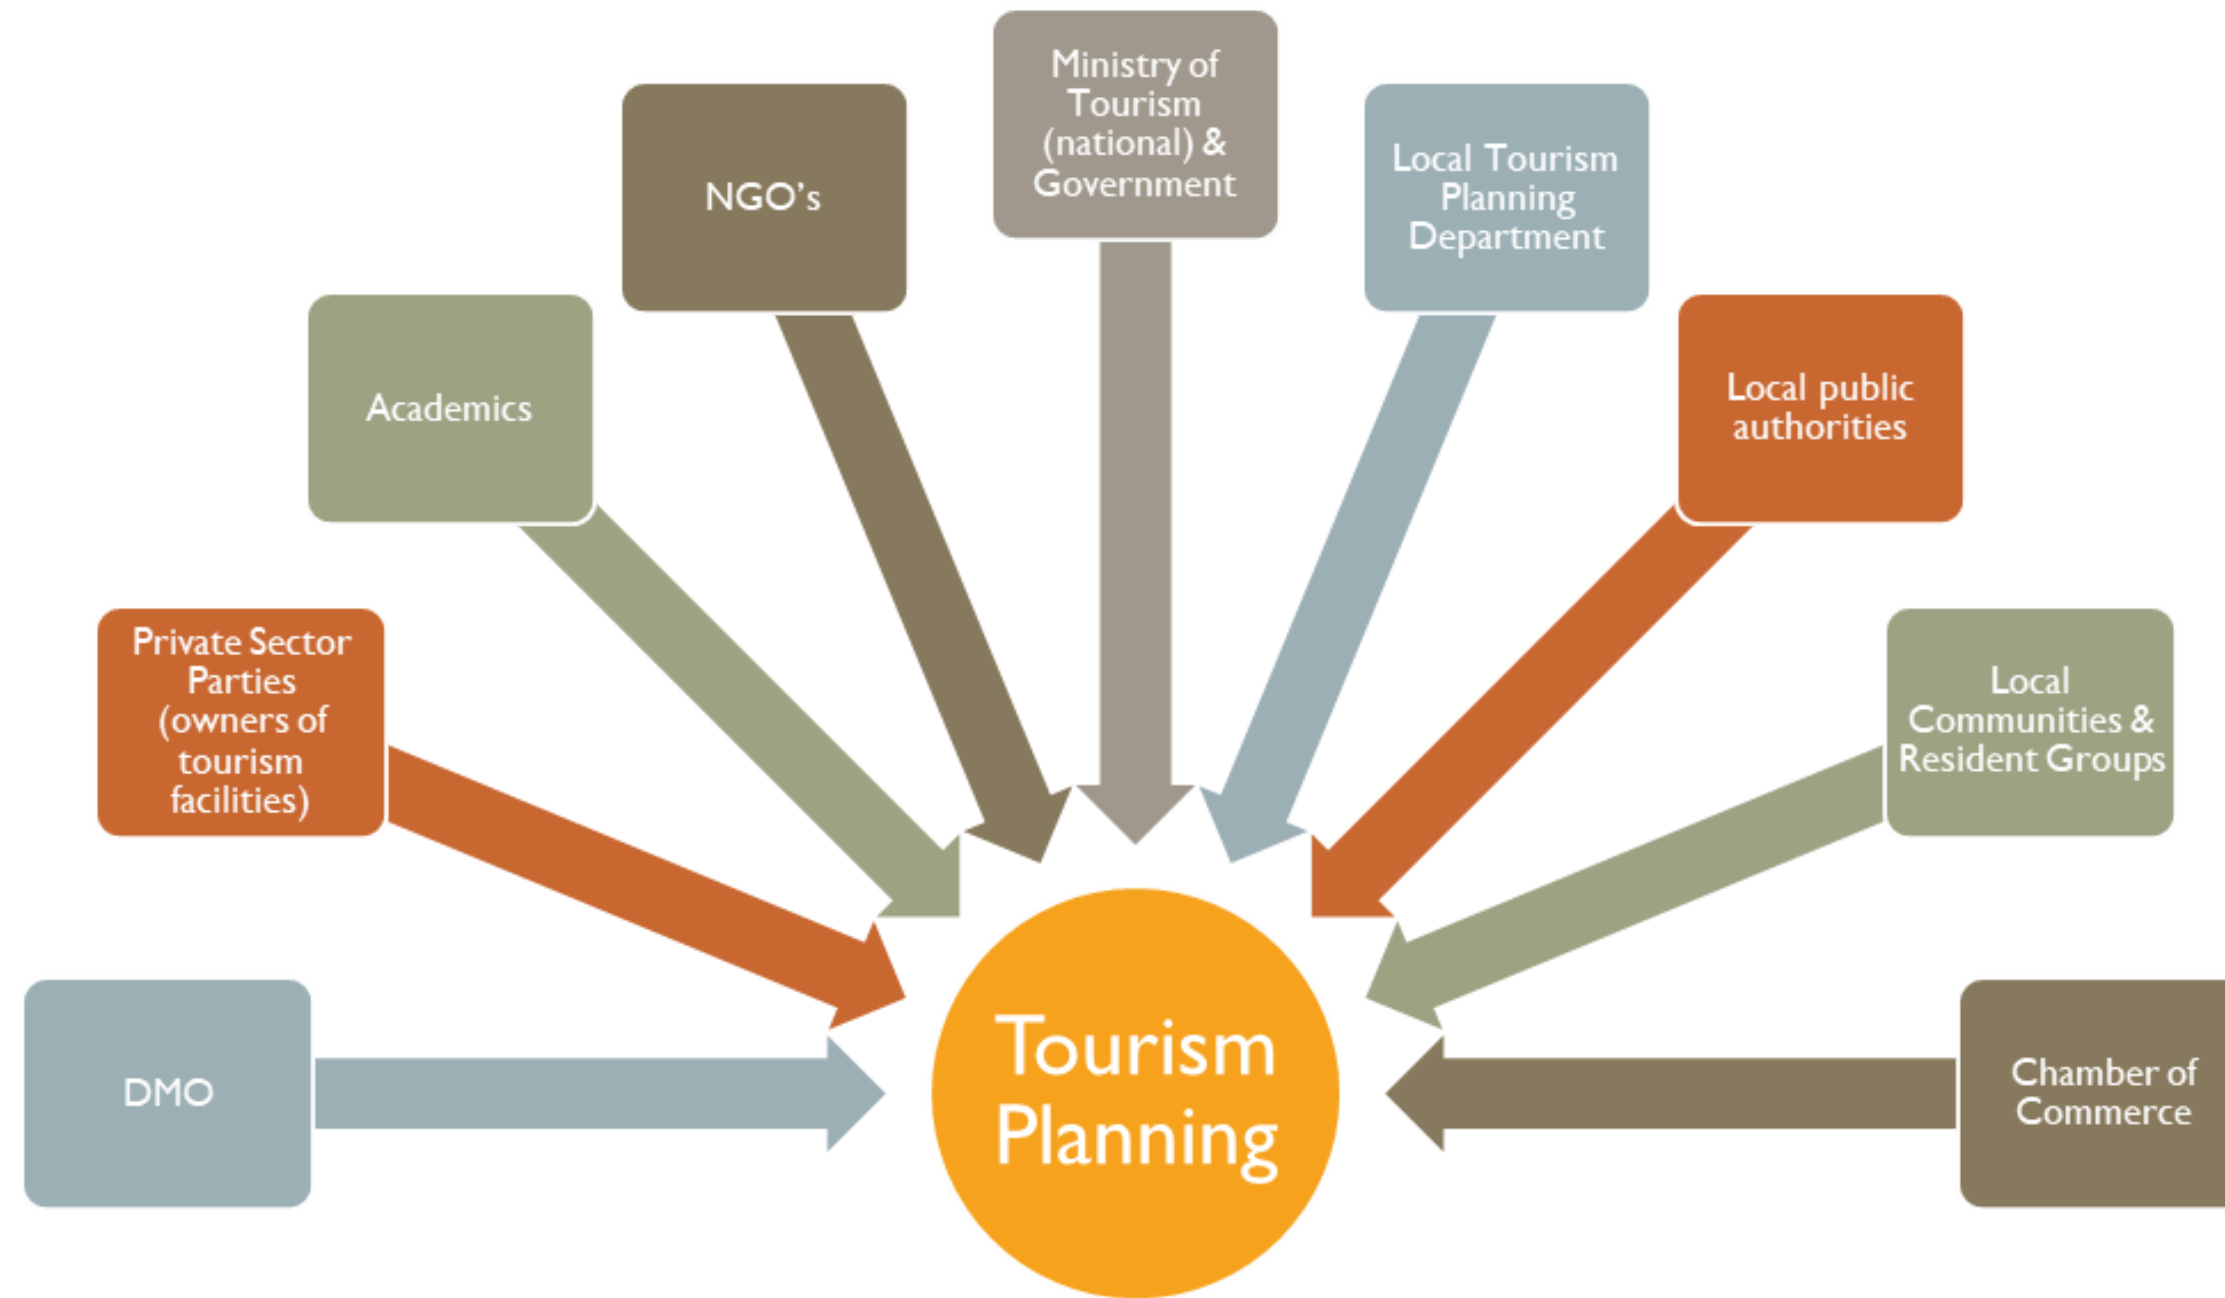 Ministry of
Tourism
(national) &
Government
NGO's
Local Tourism
Planning
Department
Academics
Local public
authorities
Private Sector
Parties
(owners of
tourism
facilities)
Local
Communities &
Resident Groups
DMO
Tourism
Planning
Chamber of
Commerce